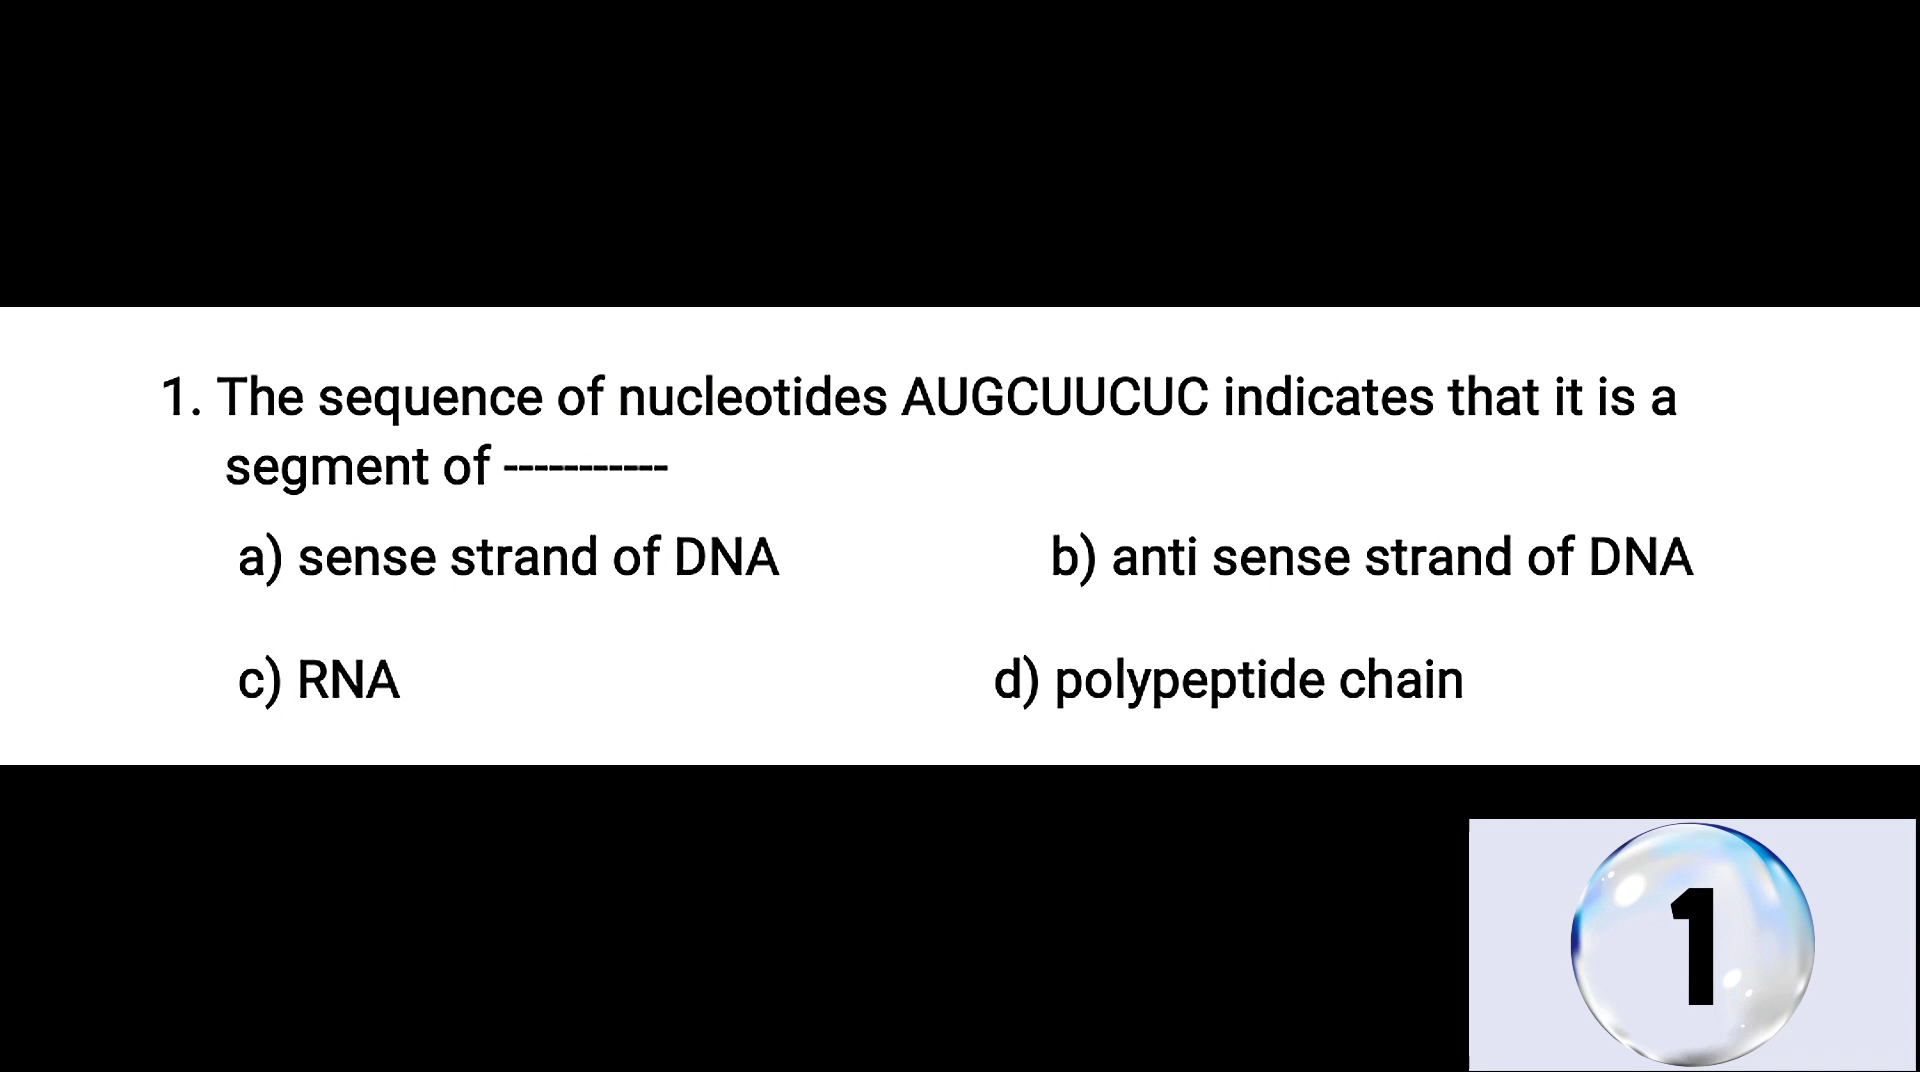 1. The sequence of nucleotides AUGCUUCUC indicates that it is a
segment of -----------
a) sense strand of DNA b) anti sense strand of DNA
c) RNA d) polypeptide chain
1